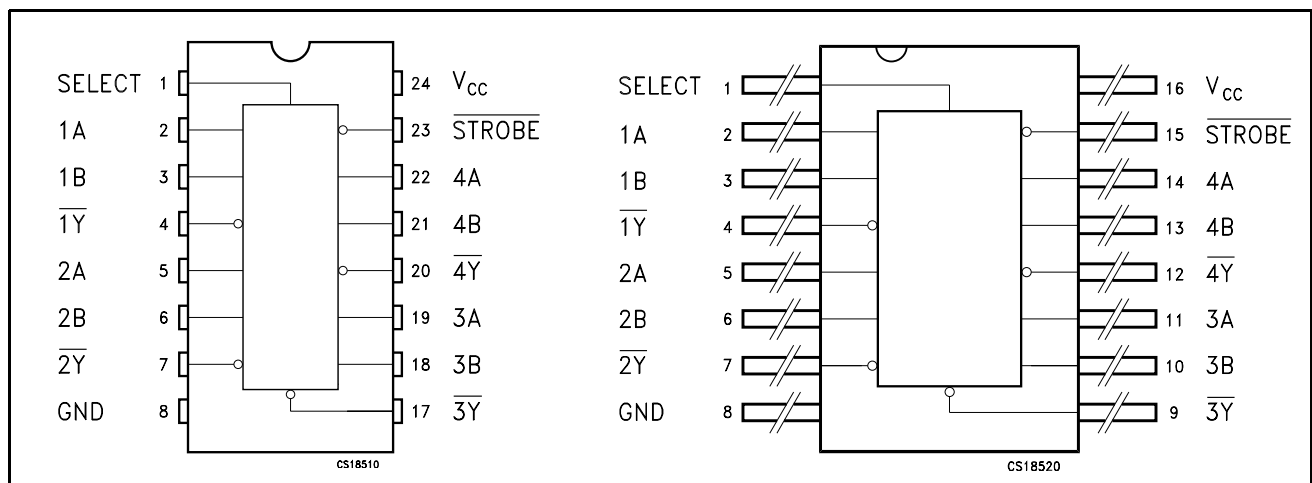 SELECT 1 24 VCC
1A 2 23 STROBE
1B 3 22 4A
1Y 4 21 4B
2A 5 20 4Y
2B 6 19 3A
2Y 7 18 3B
GND 8 17 3Y
CS18510
SELECT 1 16 VCC
1A 2 15 STROBE
1B 3 14 4A
1Y 4 13 4B
2A 5 12 4Y
2B 6 11 3A
2Y 7 10 3B
GND 8 9 3Y
CS18520